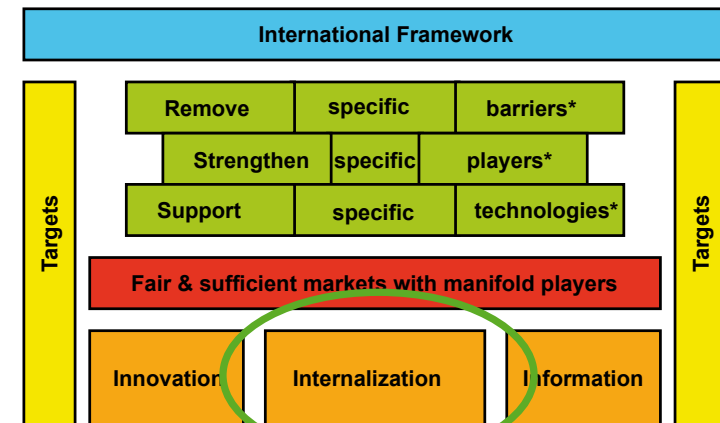 International Framework
Remove specific barriers*
Strengthen specific players*
Support specific technologies*
Targets
Targets
Fair & sufficient markets with manifold players
Innovation Internalization Information